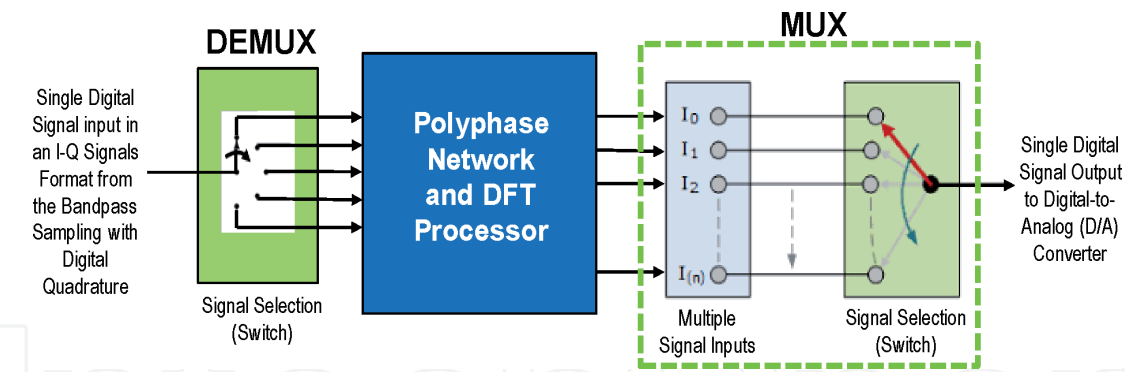 DEMUX
MUX
Single Digital
Signal input in
an I-Q Signals
Format from
the Bandpass
Sampling with
Digital
Quadrature
Signal Selection
(Switch)
Polyphase
Network
and DFT
Processor
I0
I1
I2
I(n)
Multiple
Signal Inputs
Signal Selection
(Switch)
Single Digital
Signal Output
to Digital-to-
Analog (D/A)
Converter